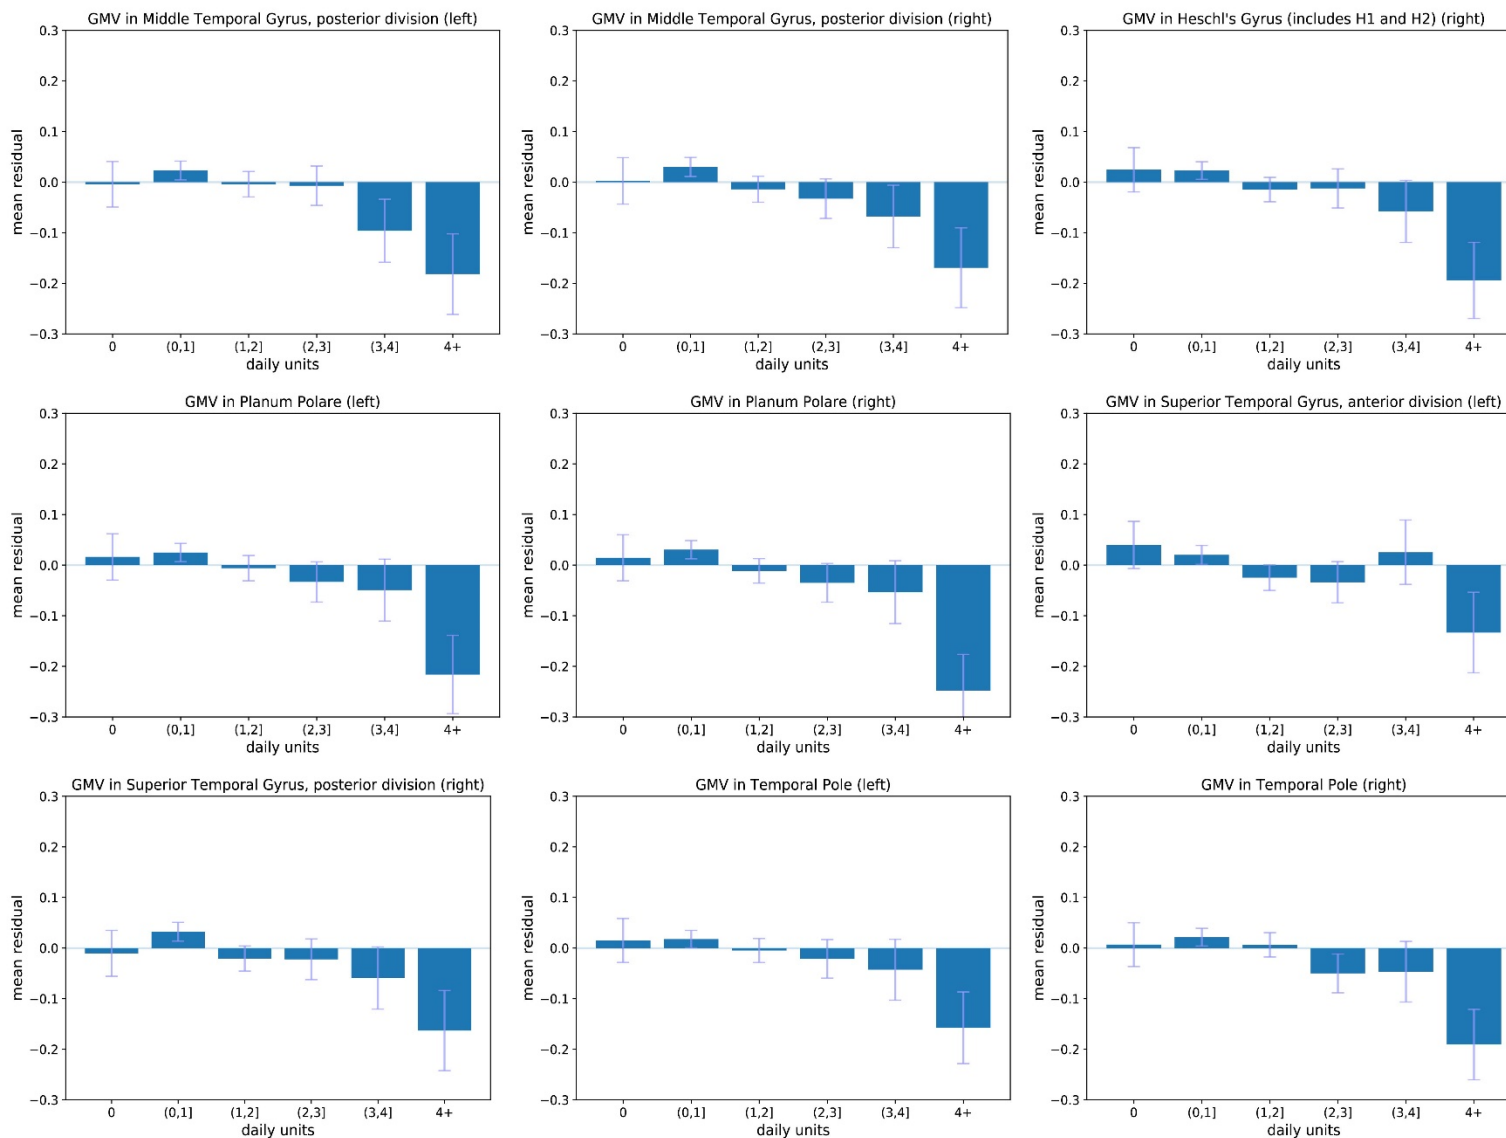 GMV in Middle Temporal Gyrus, posterior division (left)
0.3
0.2
0.1
0.0
−0.1
−0.2
−0.3
mean residual
0 (0,1] (1,2] (2,3] (3,4] 4+
daily units
GMV in Middle Temporal Gyrus, posterior division (right)
0.3
0.2
0.1
0.0
−0.1
−0.2
−0.3
mean residual
0 (0,1] (1,2] (2,3] (3,4] 4+
daily units
GMV in Heschl's Gyrus (includes H1 and H2) (right)
0.3
0.2
0.1
0.0
−0.1
−0.2
−0.3
mean residual
0 (0,1] (1,2] (2,3] (3,4] 4+
daily units
GMV in Planum Polare (left)
0.3
0.2
0.1
0.0
−0.1
−0.2
−0.3
mean residual
0 (0,1] (1,2] (2,3] (3,4] 4+
daily units
GMV in Planum Polare (right)
0.3
0.2
0.1
0.0
−0.1
−0.2
−0.3
mean residual
0 (0,1] (1,2] (2,3] (3,4] 4+
daily units
GMV in Superior Temporal Gyrus, anterior division (left)
0.3
0.2
0.1
0.0
−0.1
−0.2
−0.3
mean residual
0 (0,1] (1,2] (2,3] (3,4] 4+
daily units
GMV in Superior Temporal Gyrus, posterior division (right)
0.3
0.2
0.1
0.0
−0.1
−0.2
−0.3
mean residual
0 (0,1] (1,2] (2,3] (3,4] 4+
daily units
GMV in Temporal Pole (left)
0.3
0.2
0.1
0.0
−0.1
−0.2
−0.3
mean residual
0 (0,1] (1,2] (2,3] (3,4] 4+
daily units
GMV in Temporal Pole (right)
0.3
0.2
0.1
0.0
−0.1
−0.2
−0.3
mean residual
0 (0,1] (1,2] (2,3] (3,4] 4+
daily units